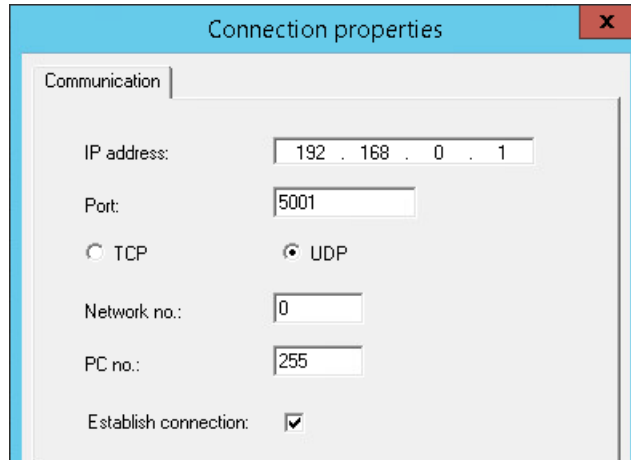 Connection properties
x
Communication
IP address: 192 . 168 . 0 . 1
Port: 5001
TCP UDP
Network no.: 0
PC no.: 255
Establish connection: